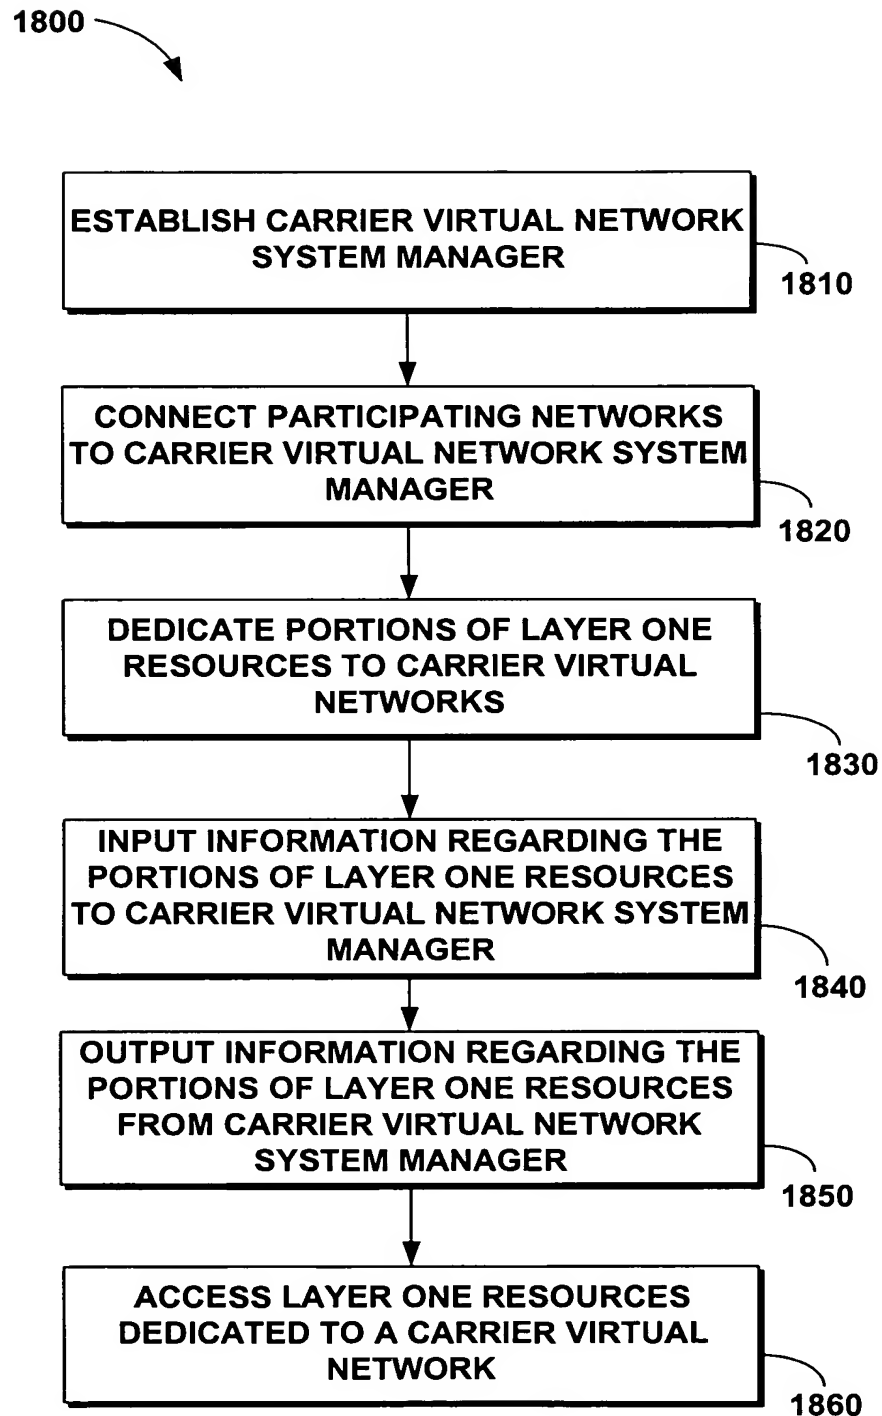 1800
ESTABLISH CARRIER VIRTUAL NETWORK
SYSTEM MANAGER
1810
CONNECT PARTICIPATING NETWORKS
TO CARRIER VIRTUAL NETWORK SYSTEM
MANAGER
1820
DEDICATE PORTIONS OF LAYER ONE
RESOURCES TO CARRIER VIRTUAL
NETWORKS
1830
INPUT INFORMATION REGARDING THE
PORTIONS OF LAYER ONE RESOURCES
TO CARRIER VIRTUAL NETWORK SYSTEM
MANAGER
1840
OUTPUT INFORMATION REGARDING THE
PORTIONS OF LAYER ONE RESOURCES
FROM CARRIER VIRTUAL NETWORK
SYSTEM MANAGER
1850
ACCESS LAYER ONE RESOURCES
DEDICATED TO A CARRIER VIRTUAL
NETWORK
1860